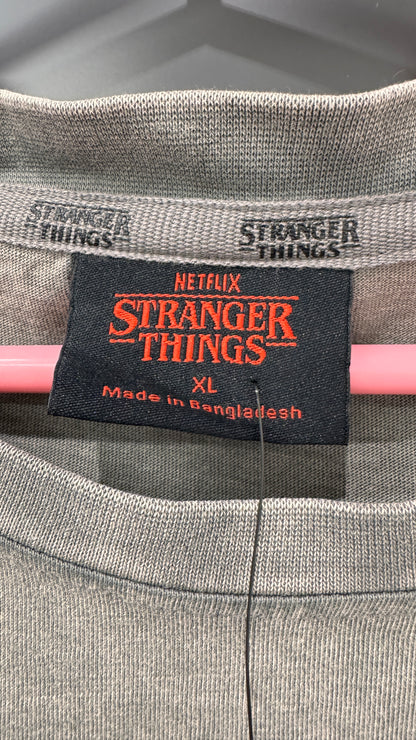 STRANGER
THINGS
STRANGER
THINGS
NETFLIX
STRANGER
THINGS
XL
Made in Bangladesh